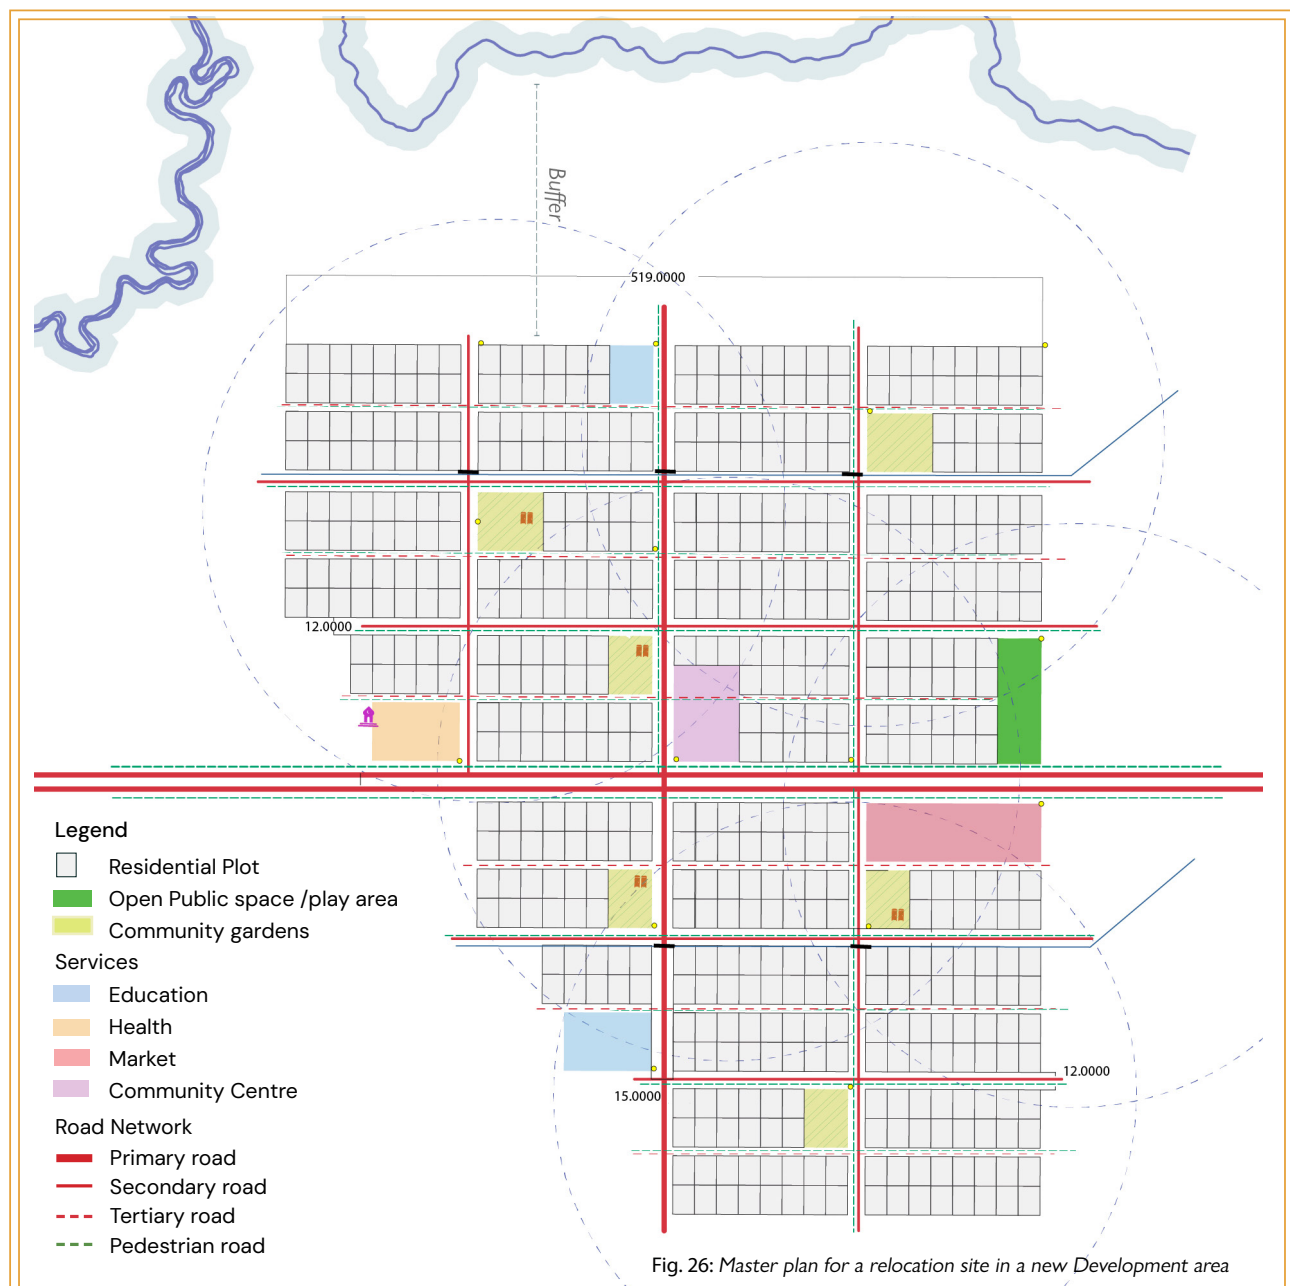 Buffer
519.0000
12.0000
Legend
Residential Plot
Open Public space /play area
Community gardens
Services
Education
Health
Market
Community Centre
Road Network
Primary road
Secondary road
Tertiary road
Pedestrian road
12.0000
15.0000
Fig. 26: Master plan for a relocation site in a new Development area